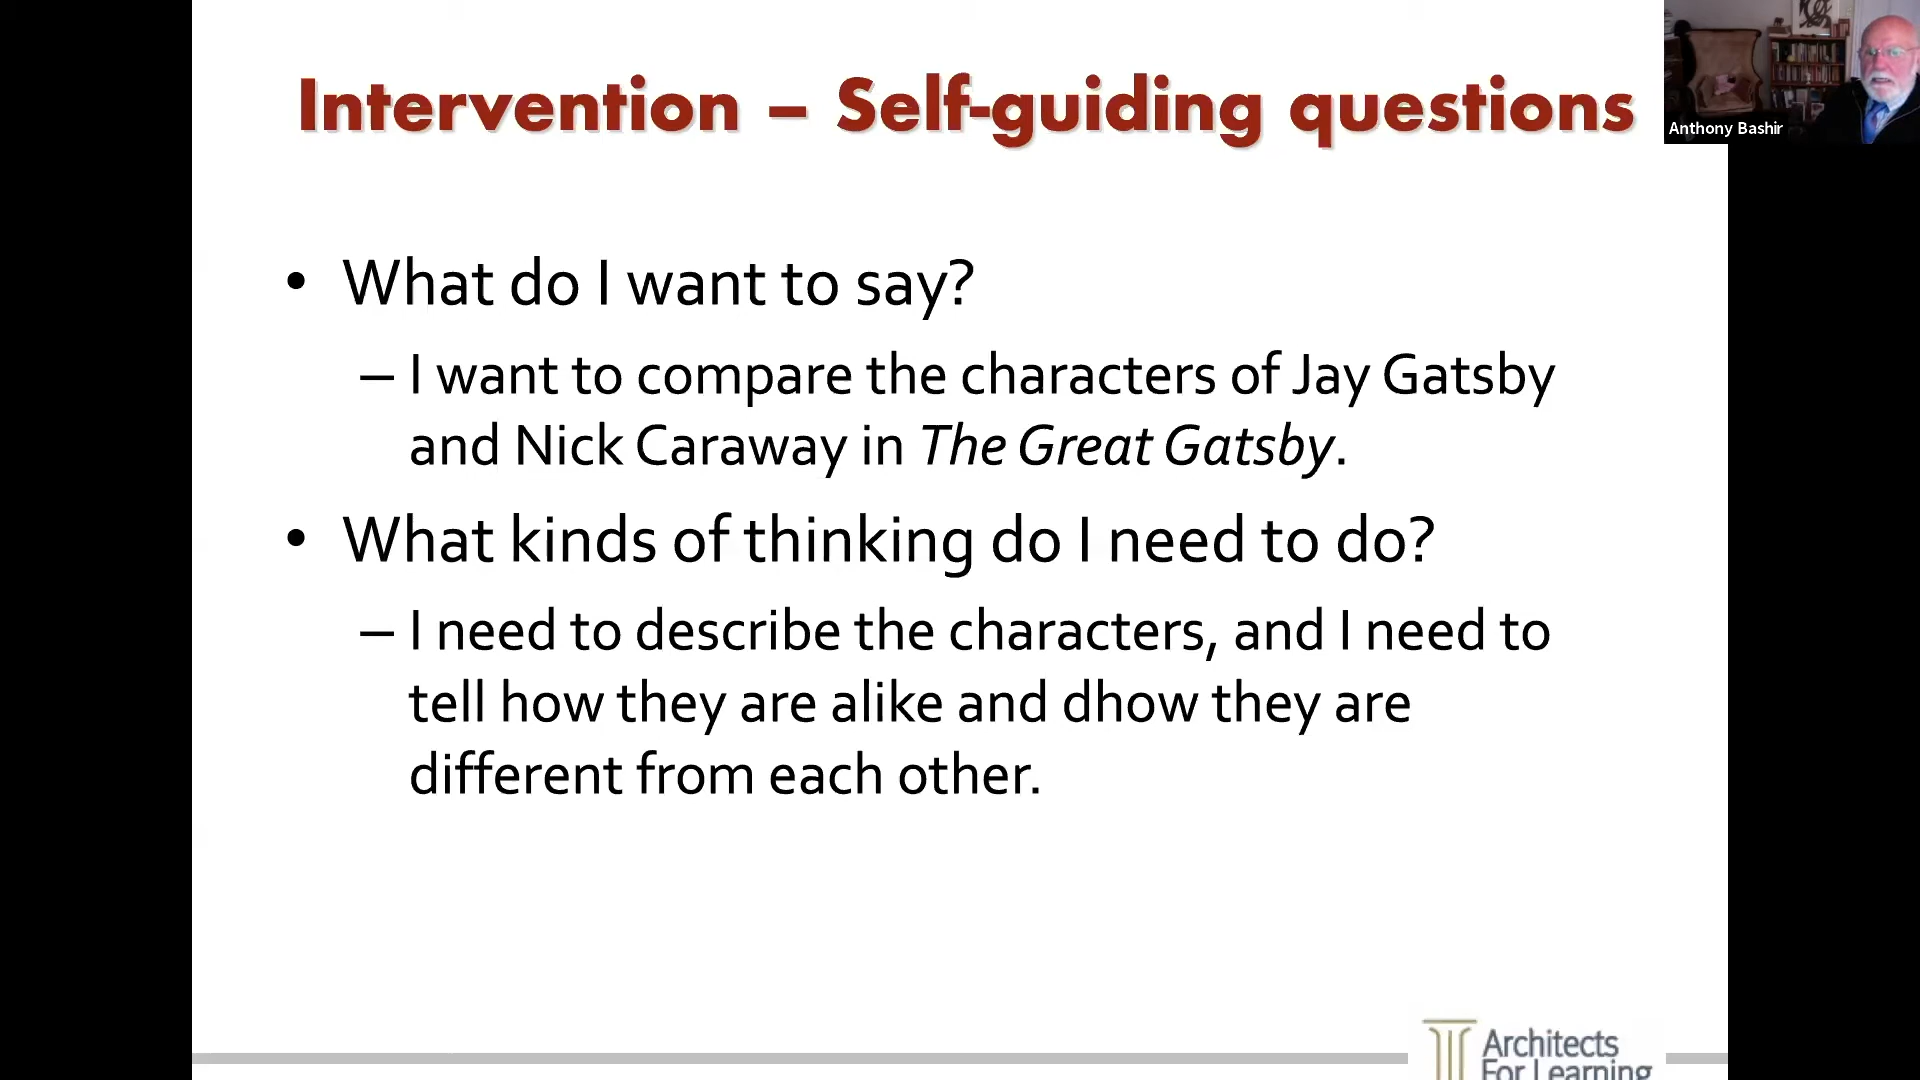 Intervention – Self-guiding questions
Anthony Bashir
• What do I want to say?
– I want to compare the characters of Jay Gatsby
and Nick Caraway in The Great Gatsby.
• What kinds of thinking do I need to do?
– I need to describe the characters, and I need to
tell how they are alike and dhow they are
different from each other.
Architects
For Learning